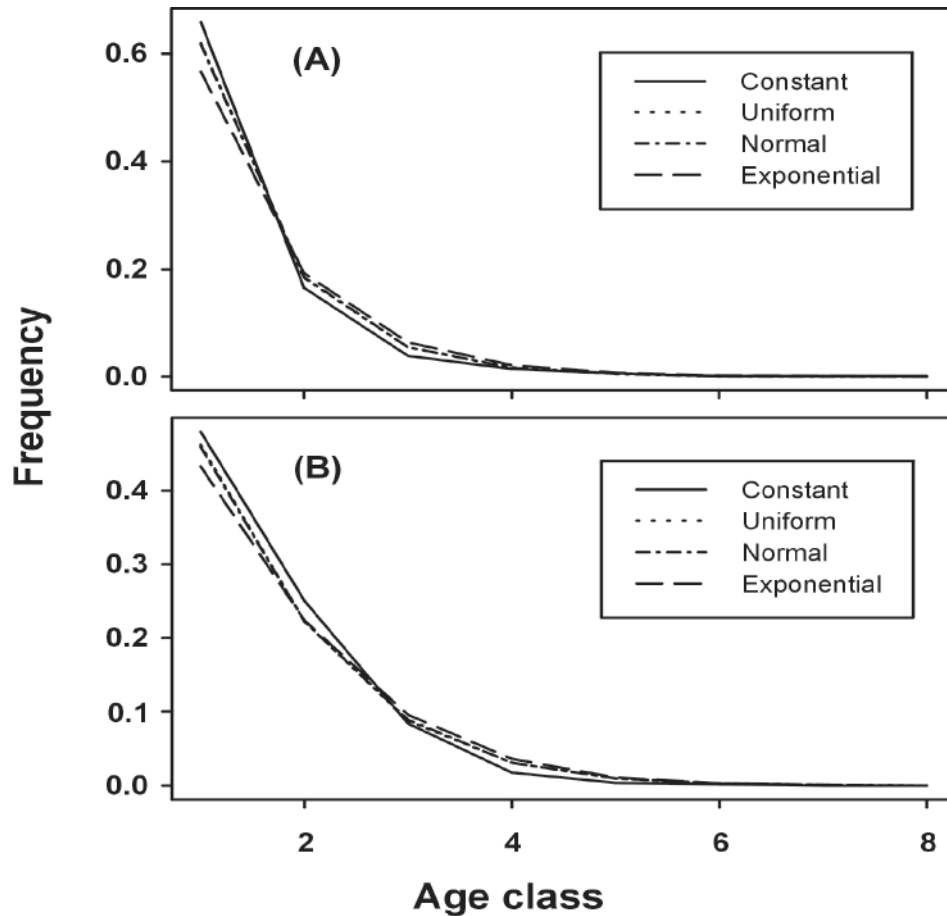 Frequency
(A)
Constant
Uniform
Normal
Exponential
0.6
0.4
0.2
0.0
(B)
Constant
Uniform
Normal
Exponential
0.4
0.3
0.2
0.1
0.0
2 4 6 8
Age class